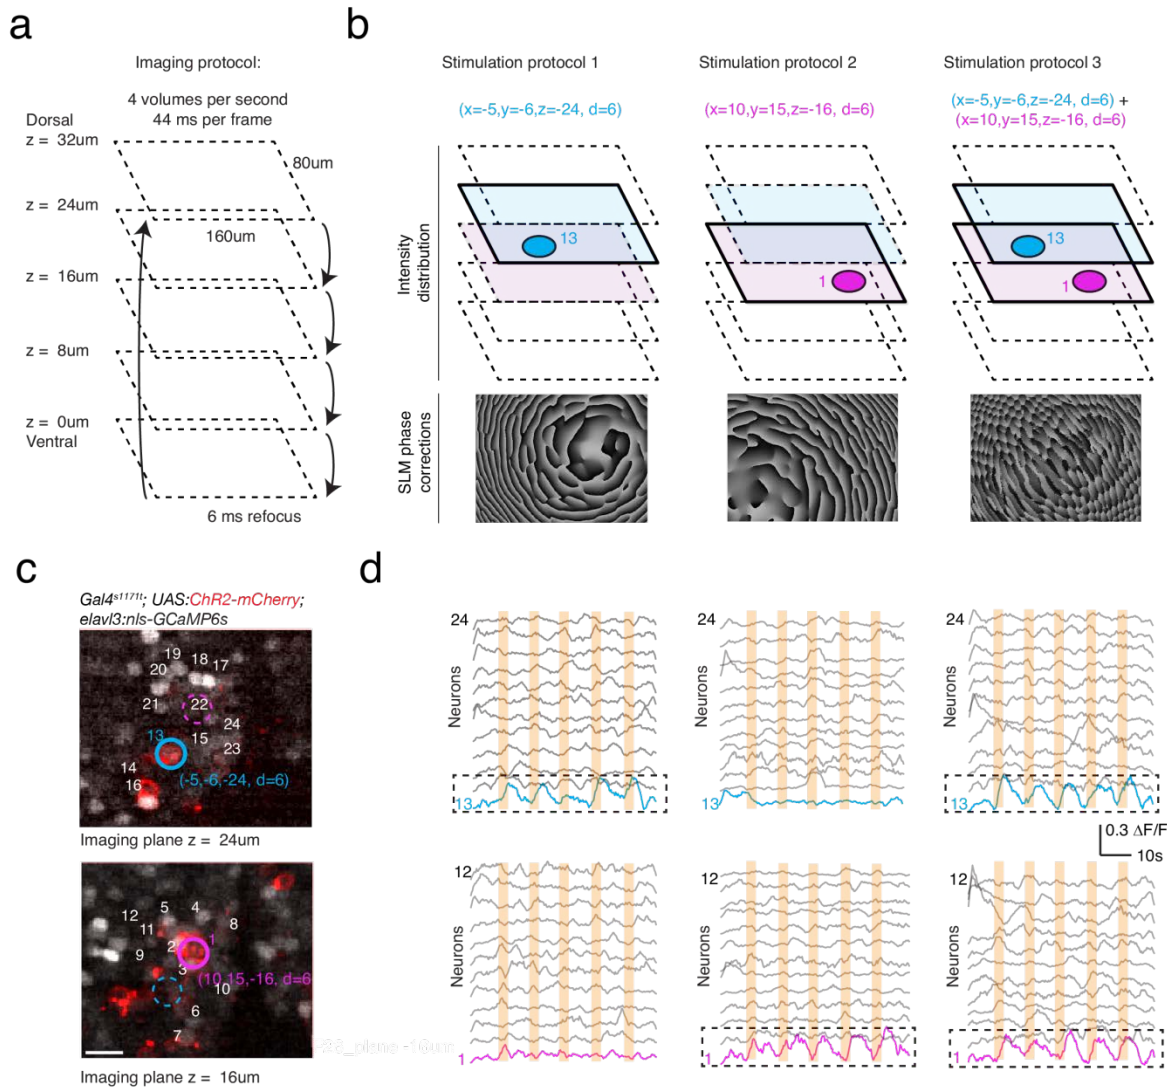 a
Imaging protocol:
4 volumes per second
44 ms per frame
Dorsal
z = 32um
80um
z = 24um
160um
z = 16um
z = 8um
z = 0um
Ventral
6 ms refocus
b
Stimulation protocol 1
Stimulation protocol 2
Stimulation protocol 3
(x=-5,y=-6,z=-24, d=6)
(x=10,y=15,z=-16, d=6)
(x=-5,y=-6,z=-24, d=6) +
(x=10,y=15,z=-16, d=6)
Intensity
distribution
13
1
13
1
SLM phase
corrections
c
Gal4s1171t; UAS:ChR2-mCherry;
elavl3:nls-GCaMP6s
19
18
17
20
21
22
24
15
13
23
14
16
(-5,-6,-24, d=6)
Imaging plane z = 24um
5
4
12
8
11
1
2
9
3
(10,15,-16, d=6
10
6
7
Imaging plane z = 16um
d
24
24
24
Neurons
Neurons
Neurons
13
13
13
0.3 ΔF/F
10s
12
12
12
Neurons
Neurons
Neurons
1
1
1